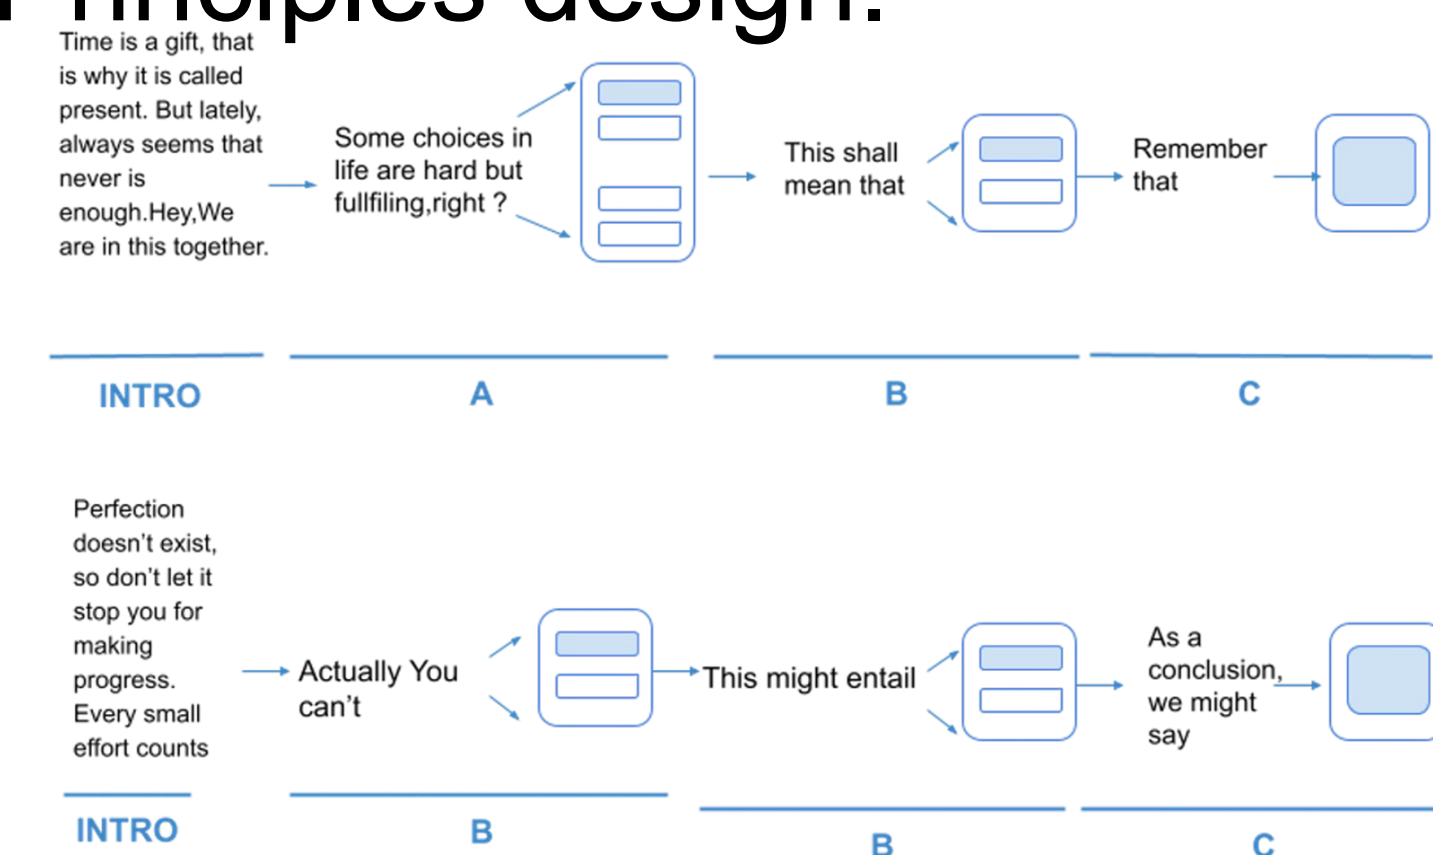 Principles design.
Time is a gift, that
is why it is called
present. But lately,
always seems that
never is
enough.Hey,We
are in this together.
Some choices in
life are hard but
fullfiling,right ?
This shall
mean that
Remember
that
INTRO
A
B
C
Perfection
doesn't exist,
so don't let it
stop you for
making
progress.
Every small
effort counts
Actually You
can't
This might entail
As a
conclusion,
we might
say
INTRO
B
B
C